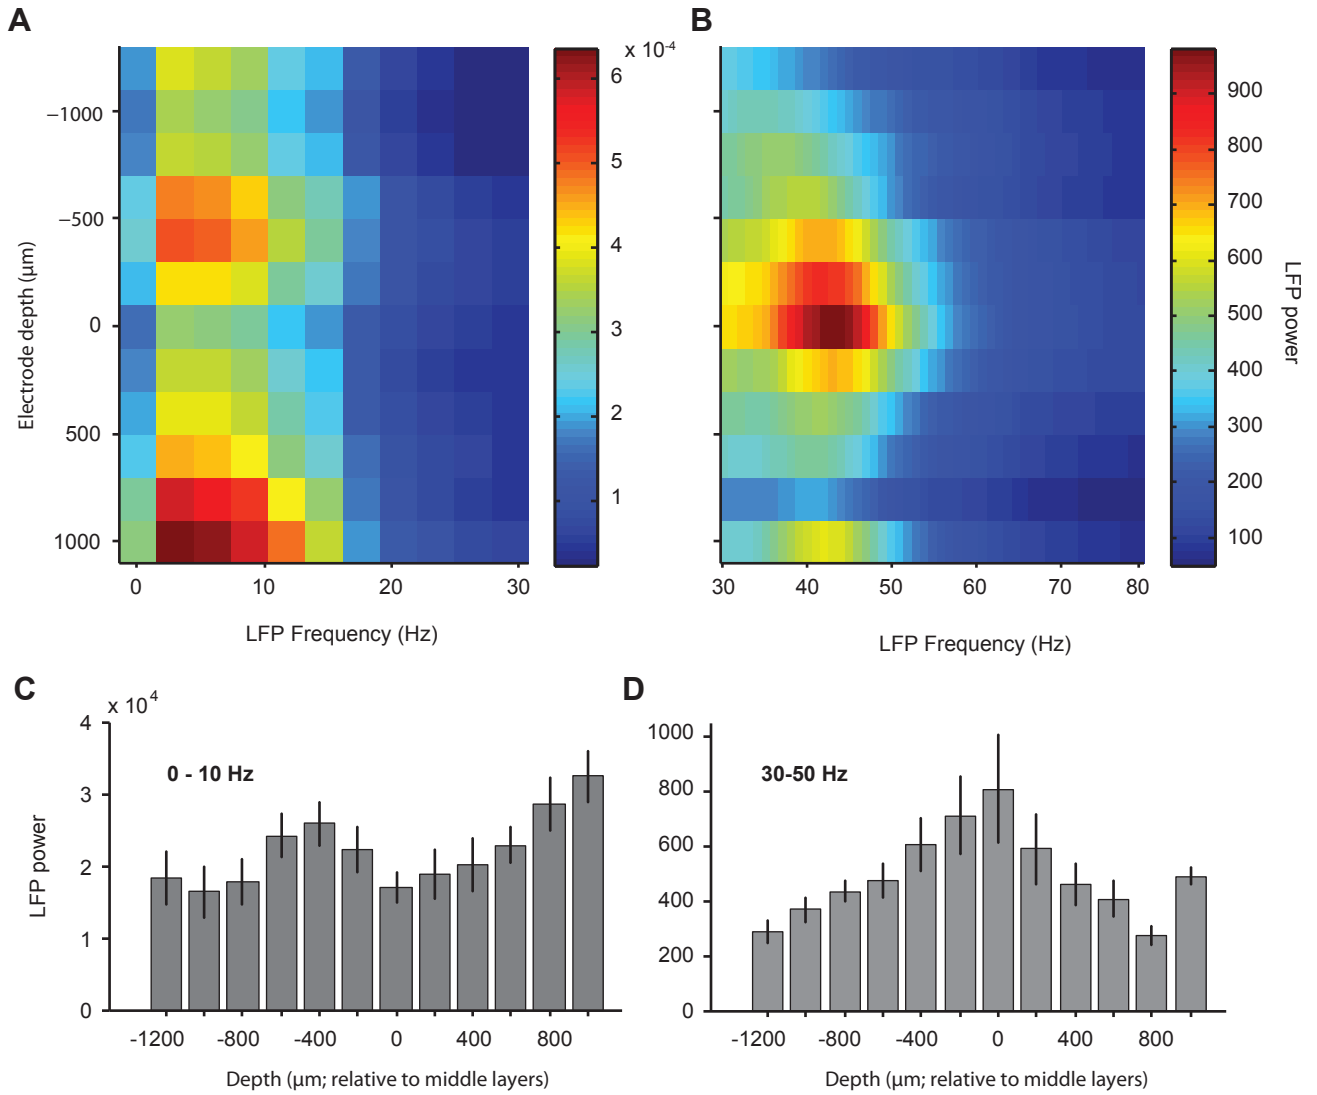 A
B
x 10-4
–1000
–500
0
500
1000
Electrode depth (μm)
0 10 20 30
LFP Frequency (Hz)
6
5
4
3
2
1
30 40 50 60 70 80
LFP Frequency (Hz)
900
800
700
600
500
400
300
200
100
LFP power
C
x 10 4
4
3
2
1
0
LFP power
0 - 10 Hz
-1200 -800 -400 0 400 800
Depth (μm; relative to middle layers)
D
1000
800
600
400
200
0
30-50 Hz
-1200 -800 -400 0 400 800
Depth (μm; relative to middle layers)